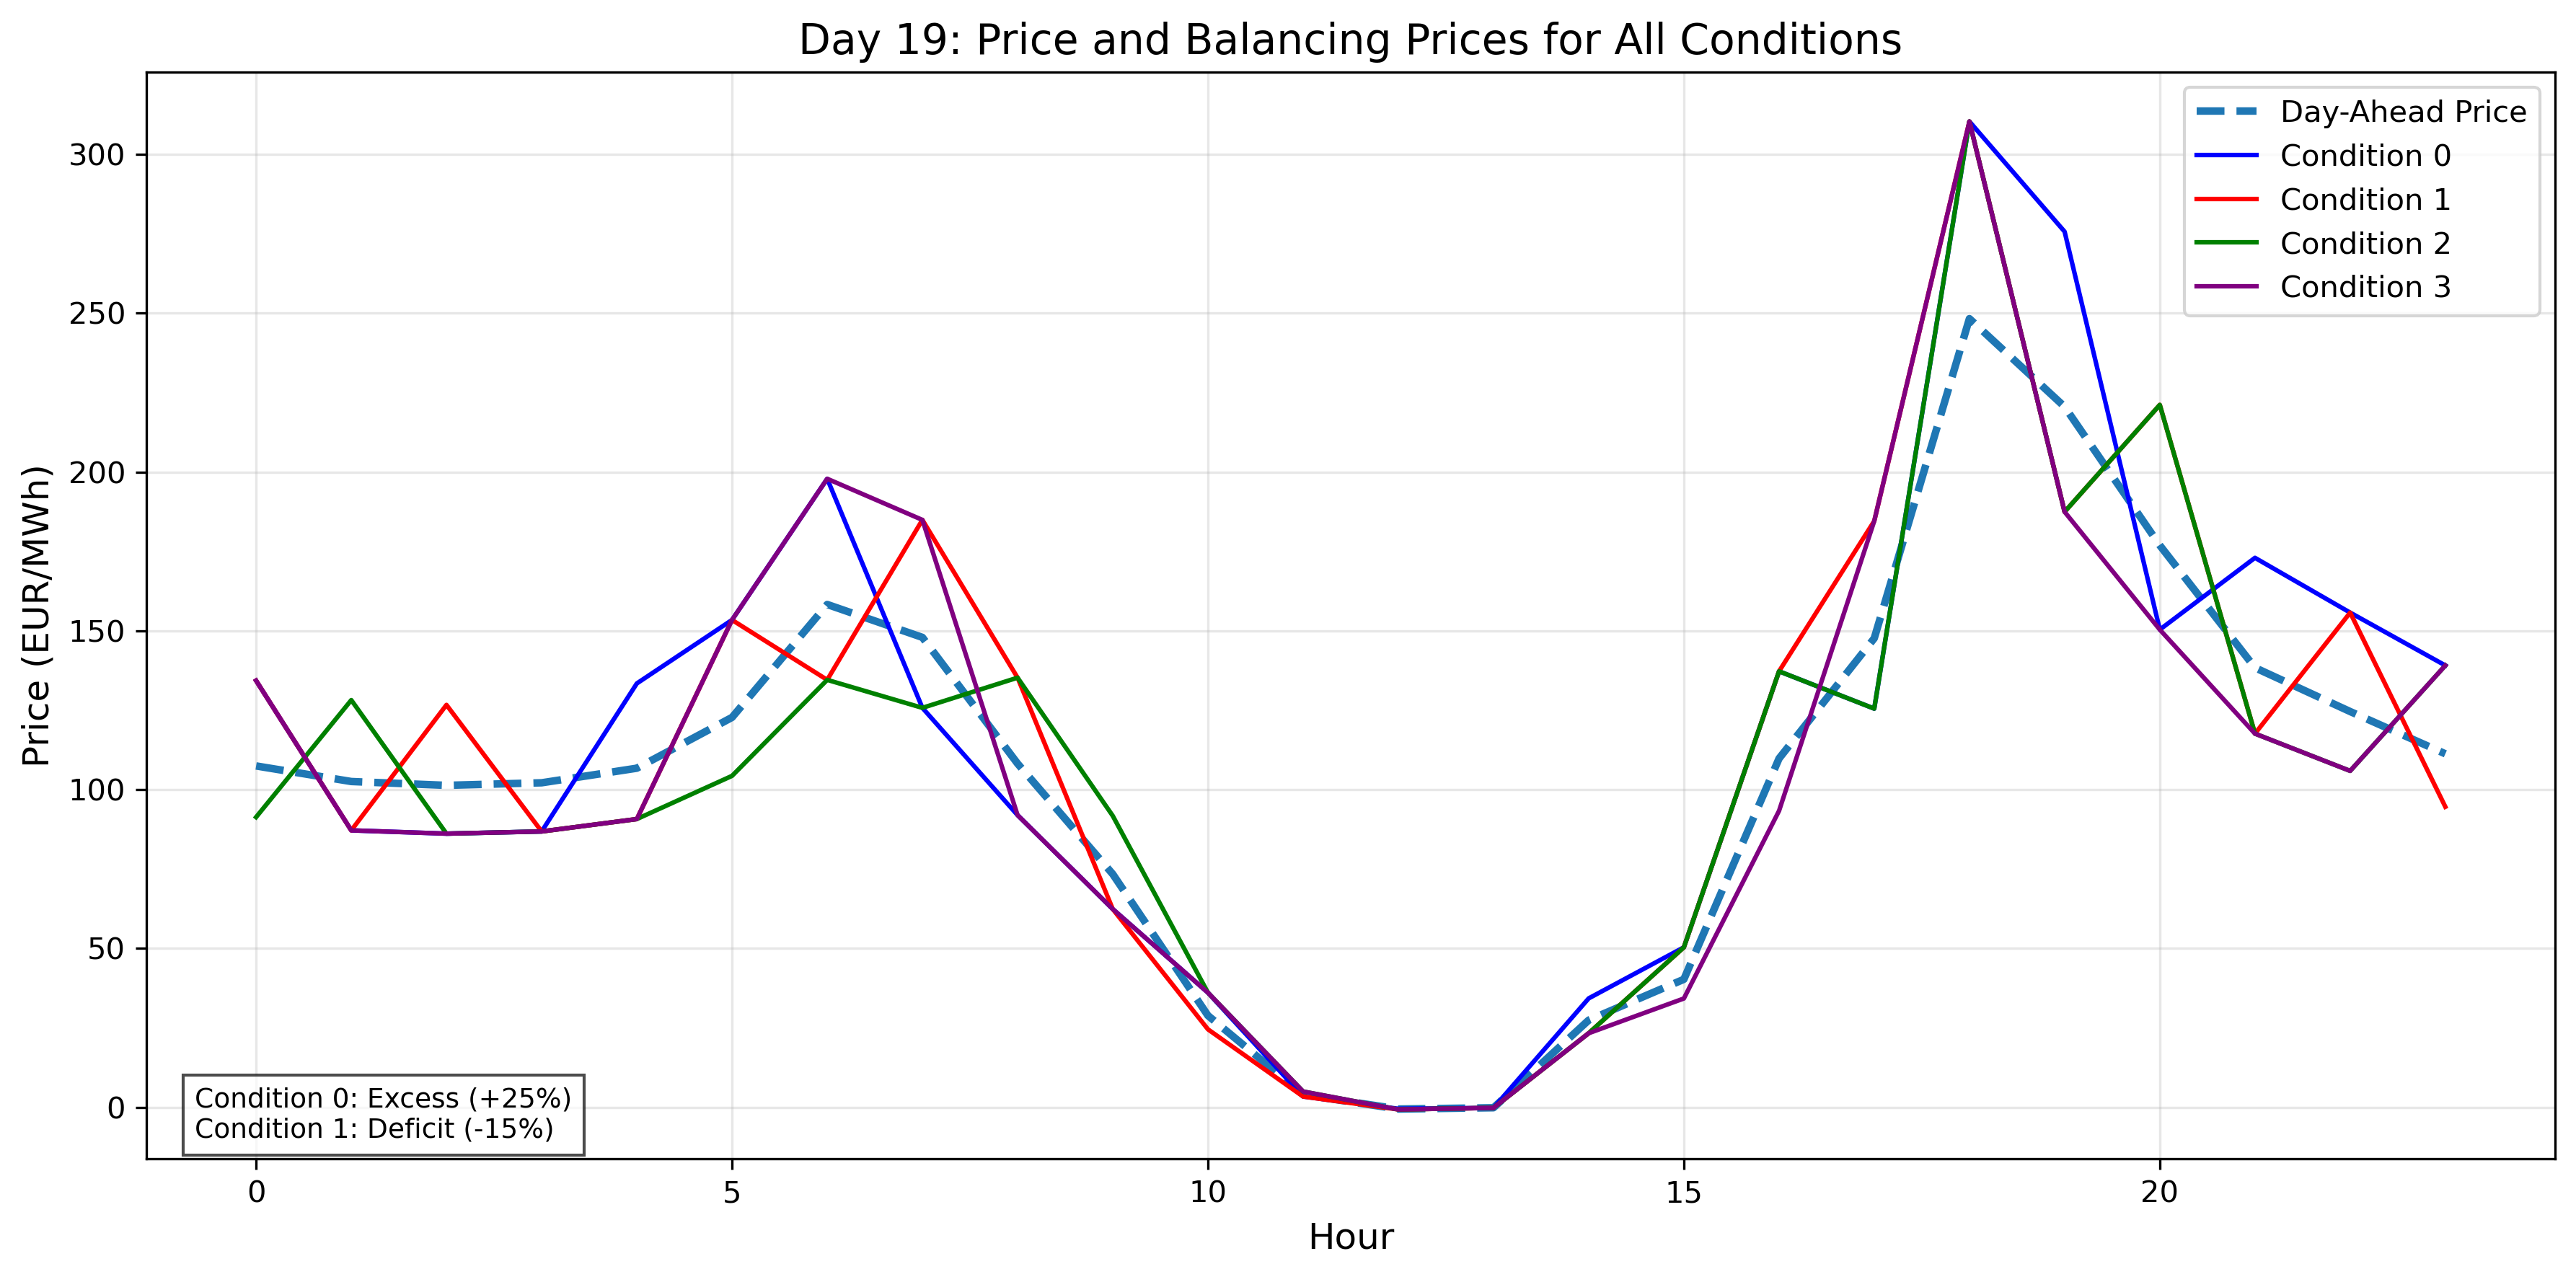 Day 19: Price and Balancing Prices for All Conditions
Price (EUR/MWh)
300
250
200
150
100
50
0
Day-Ahead Price
Condition 0
Condition 1
Condition 2
Condition 3
Condition 0: Excess (+25%)
Condition 1: Deficit (-15%)
0
5
10
15
20
Hour